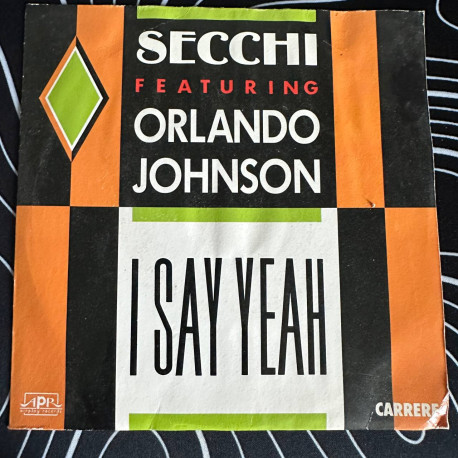 SECCHI
FEATURING
ORLANDO
JOHNSON
I SAY YEAH
APR
CARRERE